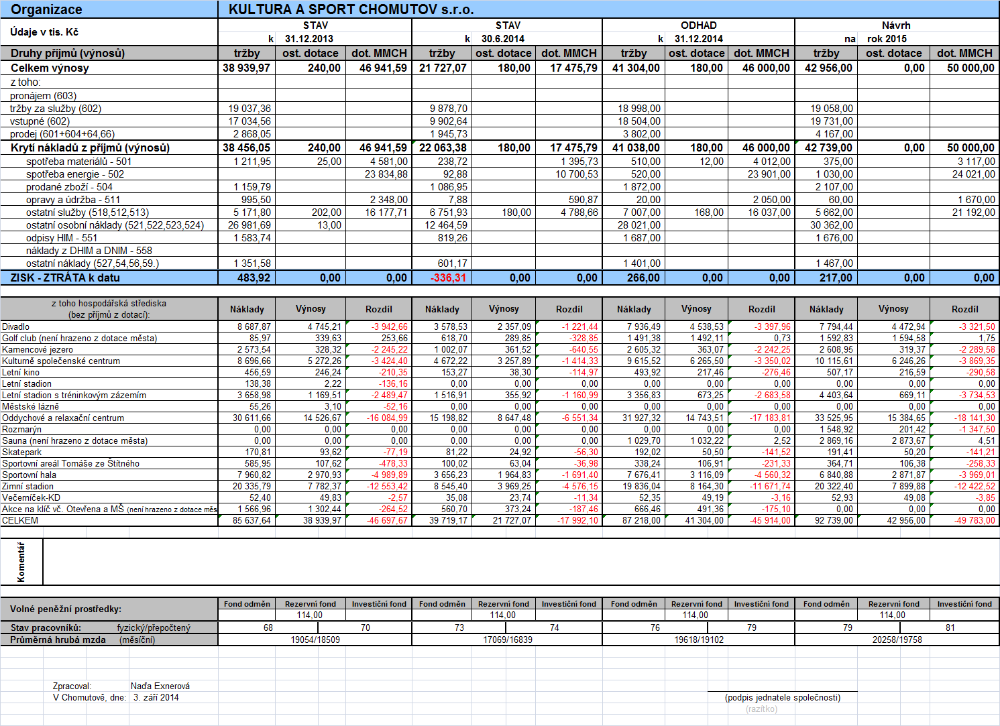 Organizace KULTURA A SPORT CHOMUTOV s.r.o.
Údaje v tis. Kč STAV STAV ODHAD Návrh
k 31.12.2013 k 30.6.2014 k 31.12.2014 na rok 2015
Druhy příjmů (výnosů) tržby ost. dotace dot. MMCH tržby ost. dotace dot. MMCH tržby ost. dotace dot. MMCH tržby ost. dotace dot. MMCH
Celkem výnosy 38 939,97 240,00 46 941,59 21 727,07 180,00 17 475,79 41 304,00 180,00 46 000,00 42 956,00 0,00 50 000,00
z toho:
pronájem (603)
tržby za služby (602) 19 037,36 9 878,70 18 998,00 19 058,00
vstupné (602) 17 034,56 9 902,64 18 504,00 19 731,00
prodej (601+604+64,66) 2 868,05 1 945,73 3 802,00 4 167,00
Krytí nákladů z příjmů (výnosů) 38 456,05 240,00 46 941,59 22 063,38 180,00 17 475,79 41 038,00 180,00 46 000,00 42 739,00 0,00 50 000,00
spotřeba materiálů - 501 1 211,95 25,00 4 581,00 238,72 1 395,73 510,00 12,00 4 012,00 375,00 3 117,00
spotřeba energie - 502 23 834,88 92,88 10 700,53 520,00 23 901,00 1 030,00 24 021,00
prodané zboží - 504 1 159,79 1 086,95 1 872,00 2 107,00
opravy a údržba - 511 995,50 2 348,00 7,88 590,87 20,00 2 050,00 60,00 1 670,00
ostatní služby (518,512,513) 5 171,80 202,00 16 177,71 6 751,93 180,00 4 788,66 7 007,00 168,00 16 037,00 5 662,00 21 192,00
ostatní osobní náklady (521,522,523,524) 26 981,69 13,00 12 464,59 28 021,00 30 362,00
odpisy HIM - 551 1 583,74 819,26 1 687,00 1 676,00
náklady z DHIM a DNIM - 558
ostatní náklady (527,54,56,59.) 1 351,58 601,17 1 401,00 1 467,00
ZISK - ZTRÁTA k datu 483,92 0,00 0,00 -336,31 0,00 0,00 266,00 0,00 0,00 217,00 0,00 0,00
z toho hospodářská střediska
(bez příjmů z dotací): Náklady Výnosy Rozdíl Náklady Výnosy Rozdíl Náklady Výnosy Rozdíl Náklady Výnosy Rozdíl
Divadlo 8 687,87 4 745,21 -3 942,66 3 578,53 2 357,09 -1 221,44 7 936,49 4 538,53 -3 397,96 7 794,44 4 472,94 -3 321,50
Golf club (není hrazeno z dotace města) 85,97 339,63 253,66 618,70 289,85 -328,85 1 491,38 1 492,11 0,73 1 592,83 1 594,58 1,75
Kamencové jezero 2 573,54 328,32 -2 245,22 1 002,07 361,52 -640,55 2 605,32 363,07 -2 242,25 2 608,95 319,37 -2 289,58
Kulturně společenské centrum 8 696,66 5 272,26 -3 424,40 4 672,22 3 257,89 -1 414,33 9 615,52 6 265,50 -3 350,02 10 115,61 6 246,26 -3 869,35
Letní kino 456,59 246,24 -210,35 153,27 38,30 -114,97 493,92 217,46 -276,46 507,17 216,59 -290,58
Letní stadion 138,38 2,22 -136,16 0,00 0,00 0,00 0,00 0,00 0,00 0,00 0,00 0,00
Letní stadion s tréninkovým zázemím 3 658,98 1 169,51 -2 489,47 1 516,91 355,92 -1 160,99 3 356,83 673,25 -2 683,58 4 403,64 669,11 -3 734,53
Městské lázně 55,26 3,10 -52,16 0,00 0,00 0,00 0,00 0,00 0,00 0,00 0,00 0,00
Oddychové a relaxační centrum 30 611,66 14 526,67 -16 084,99 15 198,82 8 647,48 -6 551,34 31 927,32 14 743,51 -17 183,81 33 525,95 15 384,65 -18 141,30
Rozmarýn 0,00 0,00 0,00 0,00 0,00 0,00 0,00 0,00 0,00 1 548,92 201,42 -1 347,50
Sauna (není hrazeno z dotace města) 0,00 0,00 0,00 0,00 0,00 0,00 1 029,70 1 032,22 2,52 2 869,16 2 873,67 4,51
Skatepark 170,81 93,62 -77,19 81,22 24,92 -56,30 192,02 50,50 -141,52 191,41 50,20 -141,21
Sportovní areál Tomáše ze Štítného 585,95 107,62 -478,33 100,02 63,04 -36,98 338,24 106,91 -231,33 364,71 106,38 -258,33
Sportovní hala 7 960,82 2 970,93 -4 989,89 3 656,23 1 964,83 -1 691,40 7 676,41 3 116,09 -4 560,32 6 840,88 2 871,87 -3 969,01
Zimní stadion 20 335,79 7 782,37 -12 553,42 8 545,40 3 969,25 -4 576,15 19 836,04 8 164,30 -11 671,74 20 322,40 7 899,88 -12 422,52
Večerníček-KD 52,40 49,83 -2,57 35,08 23,74 -11,34 52,35 49,19 -3,16 52,93 49,08 -3,85
Akce na klíč vč. Otevřena a MŠ (není hrazeno z dotace měs 1 566,96 1 302,44 -264,52 560,70 373,24 -187,46 666,46 491,36 -175,10 0,00 0,00 0,00
CELKEM 85 637,64 38 939,97 -46 697,67 39 719,17 21 727,07 -17 992,10 87 218,00 41 304,00 -45 914,00 92 739,00 42 956,00 -49 783,00
Komentář
Volné peněžní prostředky: Fond odměn Rezervní fond Investiční fond Fond odměn Rezervní fond Investiční fond Fond odměn Rezervní fond Investiční fond Fond odměn Rezervní fond Investiční fond
114,00 114,00 114,00 114,00
Stav pracovníků: fyzický/přepočtený 68 70 73 74 76 79 79 81
Průměrná hrubá mzda (měsíční) 19054/18509 17069/16839 19618/19102 20258/19758
Zpracoval: Naďa Exnerová
V Chomutově, dne: 3. září 2014 (podpis jednatele společnosti)
(razítko)